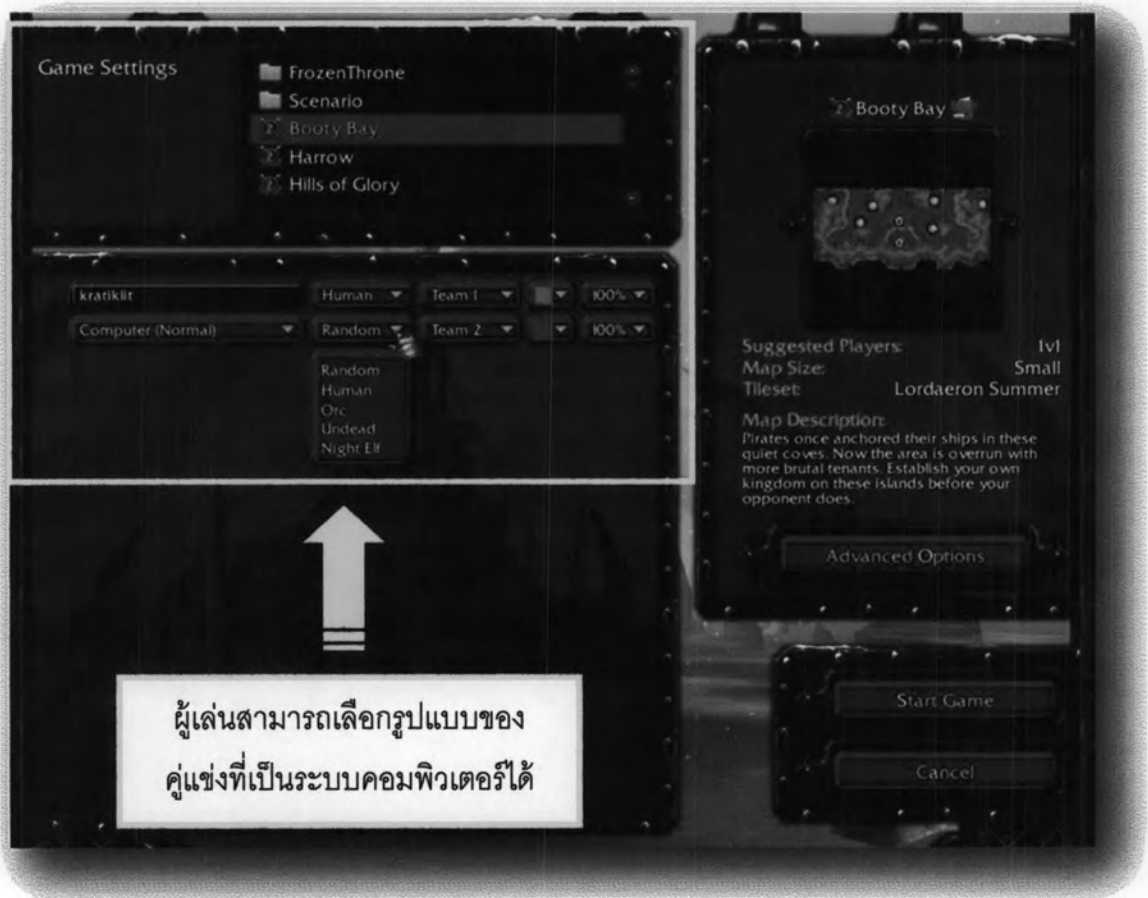 Game Settings
FrozenThrone
Scenario
Booty Bay
Harrow
Hills of Glory
kratiklit Human Team 1 100%
Computer (Normal) Random Team 2 100%
Random
Human
Orc
Undead
Night Elf
ผู้เล่นสามารถเลือกรูปแบบของ
คู่แข่งที่เป็นระบบคอมพิวเตอร์ได้
Booty Bay
Suggested Players: 1v1
Map Size: Small
Tileset: Lordaeron Summer
Map Description:
Pirates once anchored their ships in these
quiet coves. Now the area is overrun with
more brutal tenants. Establish your own
kingdom on these islands before your
opponent does.
Advanced Options
Start Game
Cancel